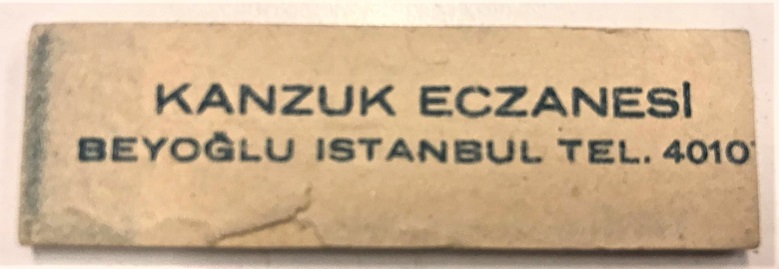 KANZUK ECZANESİ
BEYOĞLU ISTANBUL TEL. 4010